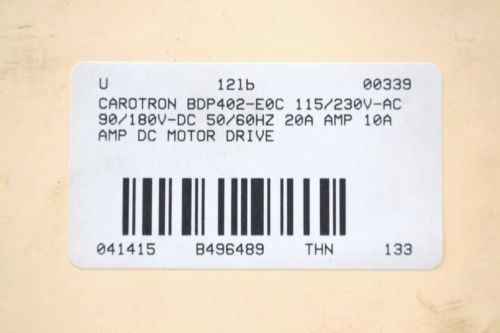 U 12lb 00339
CAROTRON BDP402-E0C 115/230V-AC
90/180V-DC 50/60HZ 20A AMP 10A
AMP DC MOTOR DRIVE
041415 B496489 THN 133